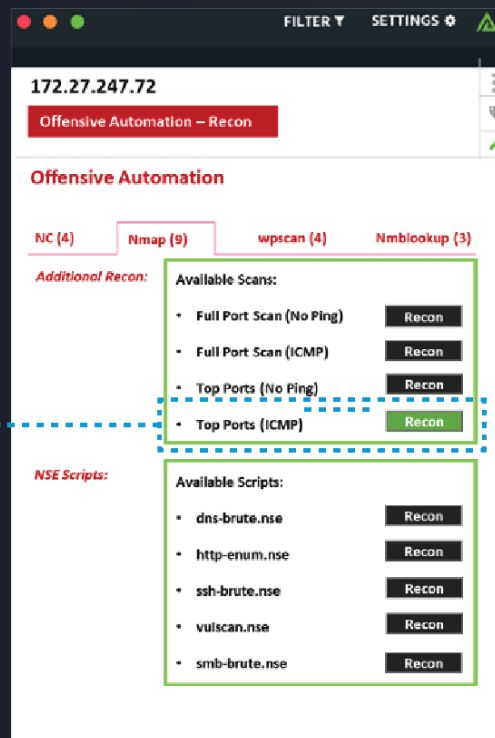 FILTER SETTINGS
172.27.247.72
Offensive Automation – Recon
Offensive Automation
NC (4) Nmap (9) wpscan (4) Nmblookup (3)
Additional Recon: Available Scans:
• Full Port Scan (No Ping) Recon
• Full Port Scan (ICMP) Recon
• Top Ports (No Ping) Recon
• Top Ports (ICMP) Recon
NSE Scripts: Available Scripts:
• dns-brute.nse Recon
• http-enum.nse Recon
• ssh-brute.nse Recon
• vulscan.nse Recon
• smb-brute.nse Recon